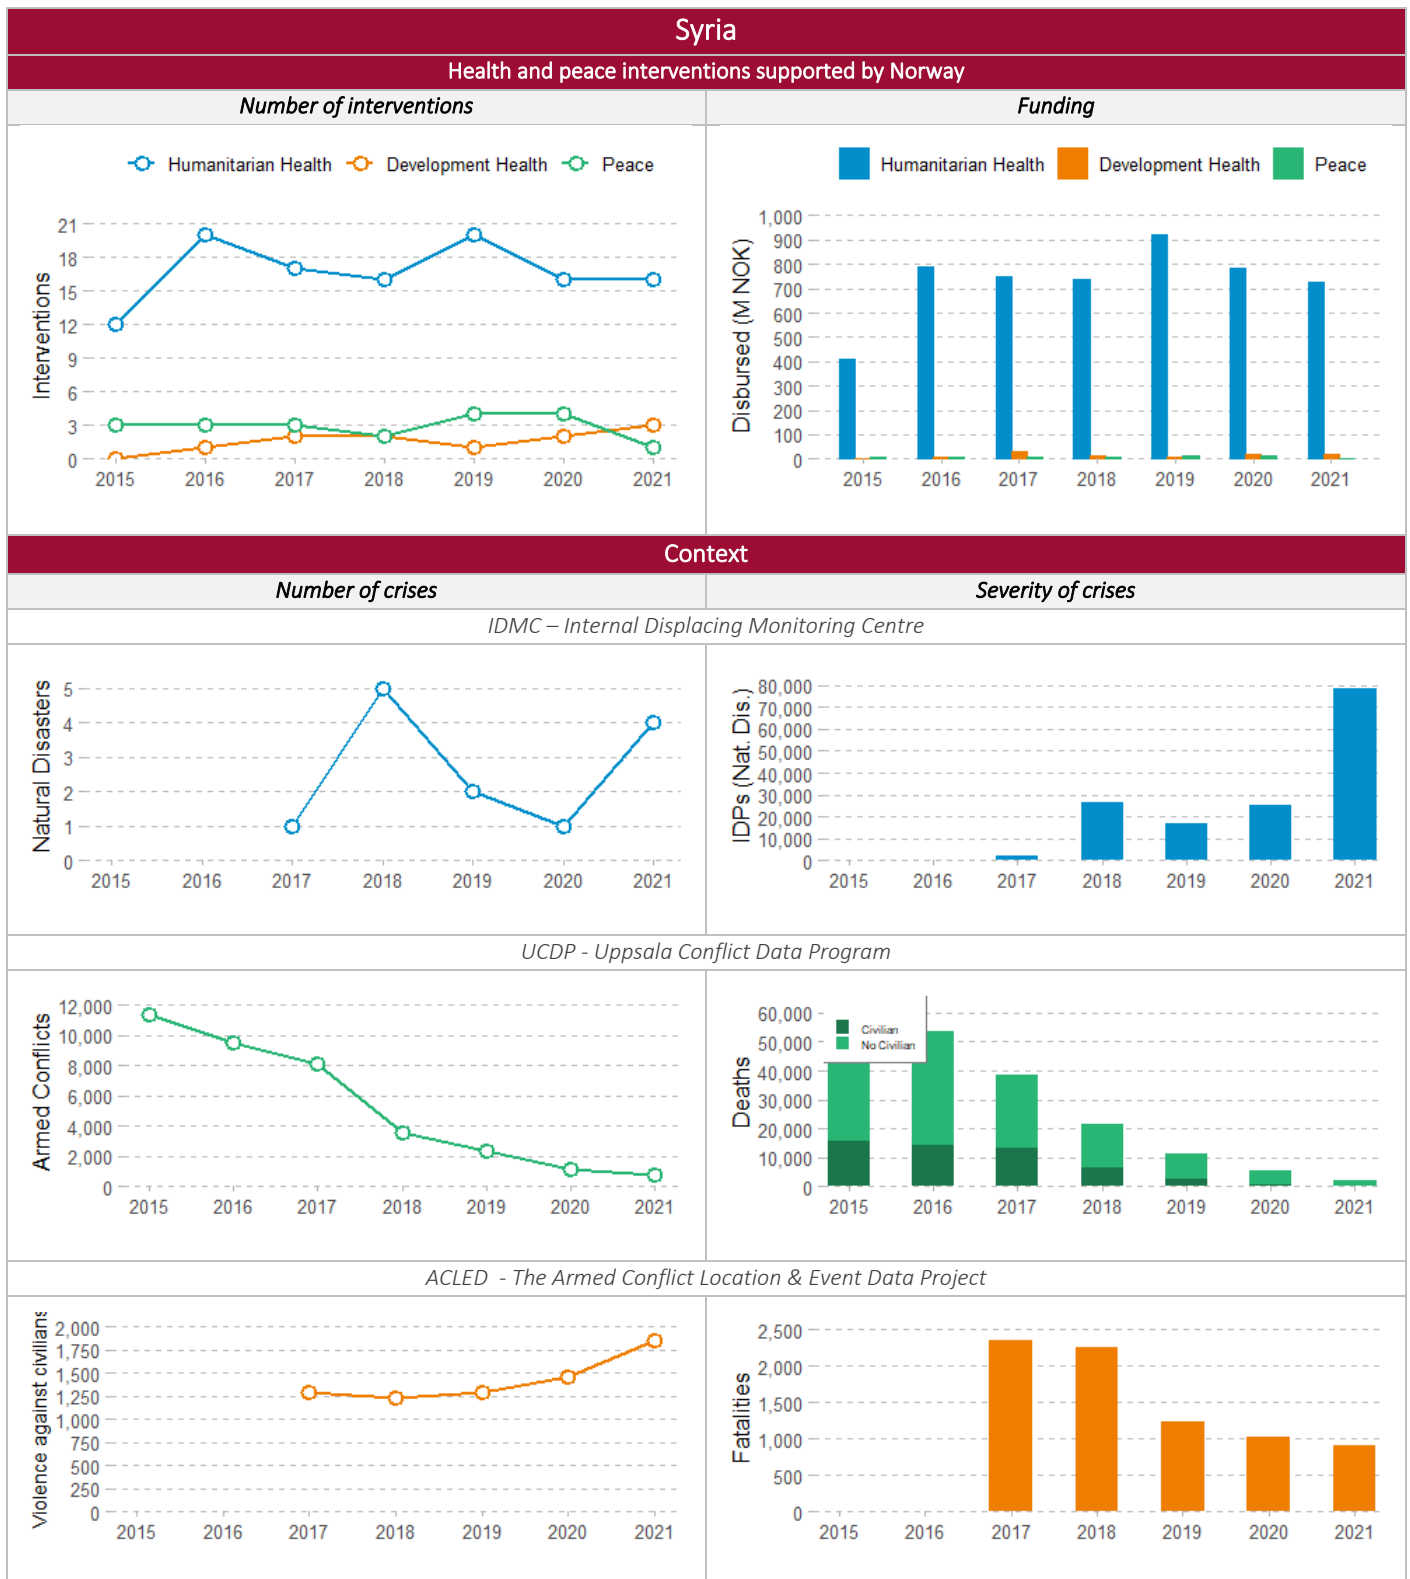 Syria
Health and peace interventions supported by Norway
Number of interventions
Funding
Humanitarian Health Development Health Peace
Interventions
21
18
15
12
9
6
3
0
2015 2016 2017 2018 2019 2020 2021
Humanitarian Health Development Health Peace
Disbursed (M NOK)
1,000
900
800
700
600
500
400
300
200
100
0
2015 2016 2017 2018 2019 2020 2021
Context
Number of crises
Severity of crises
IDMC – Internal Displacing Monitoring Centre
Natural Disasters
5
4
3
2
1
0
2015 2016 2017 2018 2019 2020 2021
IDPs (Nat. Dis.)
80,000
70,000
60,000
50,000
40,000
30,000
20,000
10,000
0
2015 2016 2017 2018 2019 2020 2021
UCDP - Uppsala Conflict Data Program
Armed Conflicts
12,000
10,000
8,000
6,000
4,000
2,000
0
2015 2016 2017 2018 2019 2020 2021
Deaths
60,000
50,000
40,000
30,000
20,000
10,000
0
Civilian
No Civilian
2015 2016 2017 2018 2019 2020 2021
ACLED - The Armed Conflict Location & Event Data Project
Violence against civilians
2,000
1,750
1,500
1,250
1,000
750
500
250
0
2015 2016 2017 2018 2019 2020 2021
Fatalities
2,500
2,000
1,500
1,000
500
0
2015 2016 2017 2018 2019 2020 2021